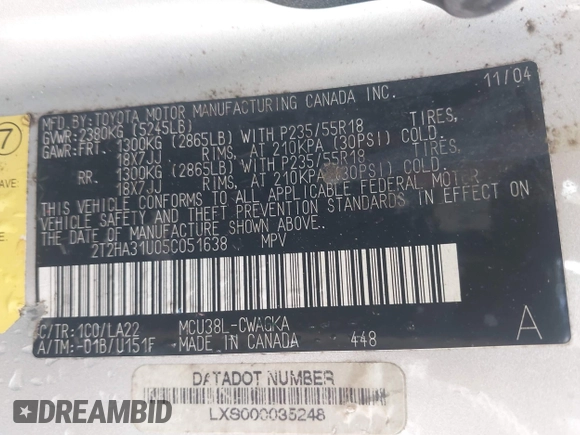 11/04
MFD.BY:TOYOTA MOTOR MANUFACTURING CANADA INC.
GVWR:2380KG (5245LB)
GAWR:FRT. 1300KG (2865LB) WITH P235/55R18 TIRES,
18X7JJ RIMS, AT 210KPA (30PSI) COLD.
RR. 1300KG (2865LB) WITH P235/55R18 TIRES,
18X7JJ RIMS, AT 210KPA (30PSI) COLD.
THIS VEHICLE CONFORMS TO ALL APPLICABLE FEDERAL MOTOR
VEHICLE SAFETY AND THEFT PREVENTION STANDARDS IN EFFECT ON
THE DATE OF MANUFACTURE SHOWN ABOVE.
2T2HA31U05C051638 MPV
C/TR:1C0/LA22 MCU38L-CWAGKA
A/TM:-01B/U151F MADE IN CANADA 448 A
DATADOT NUMBER
LXS000035248
7
AVE
DREAMBID.com